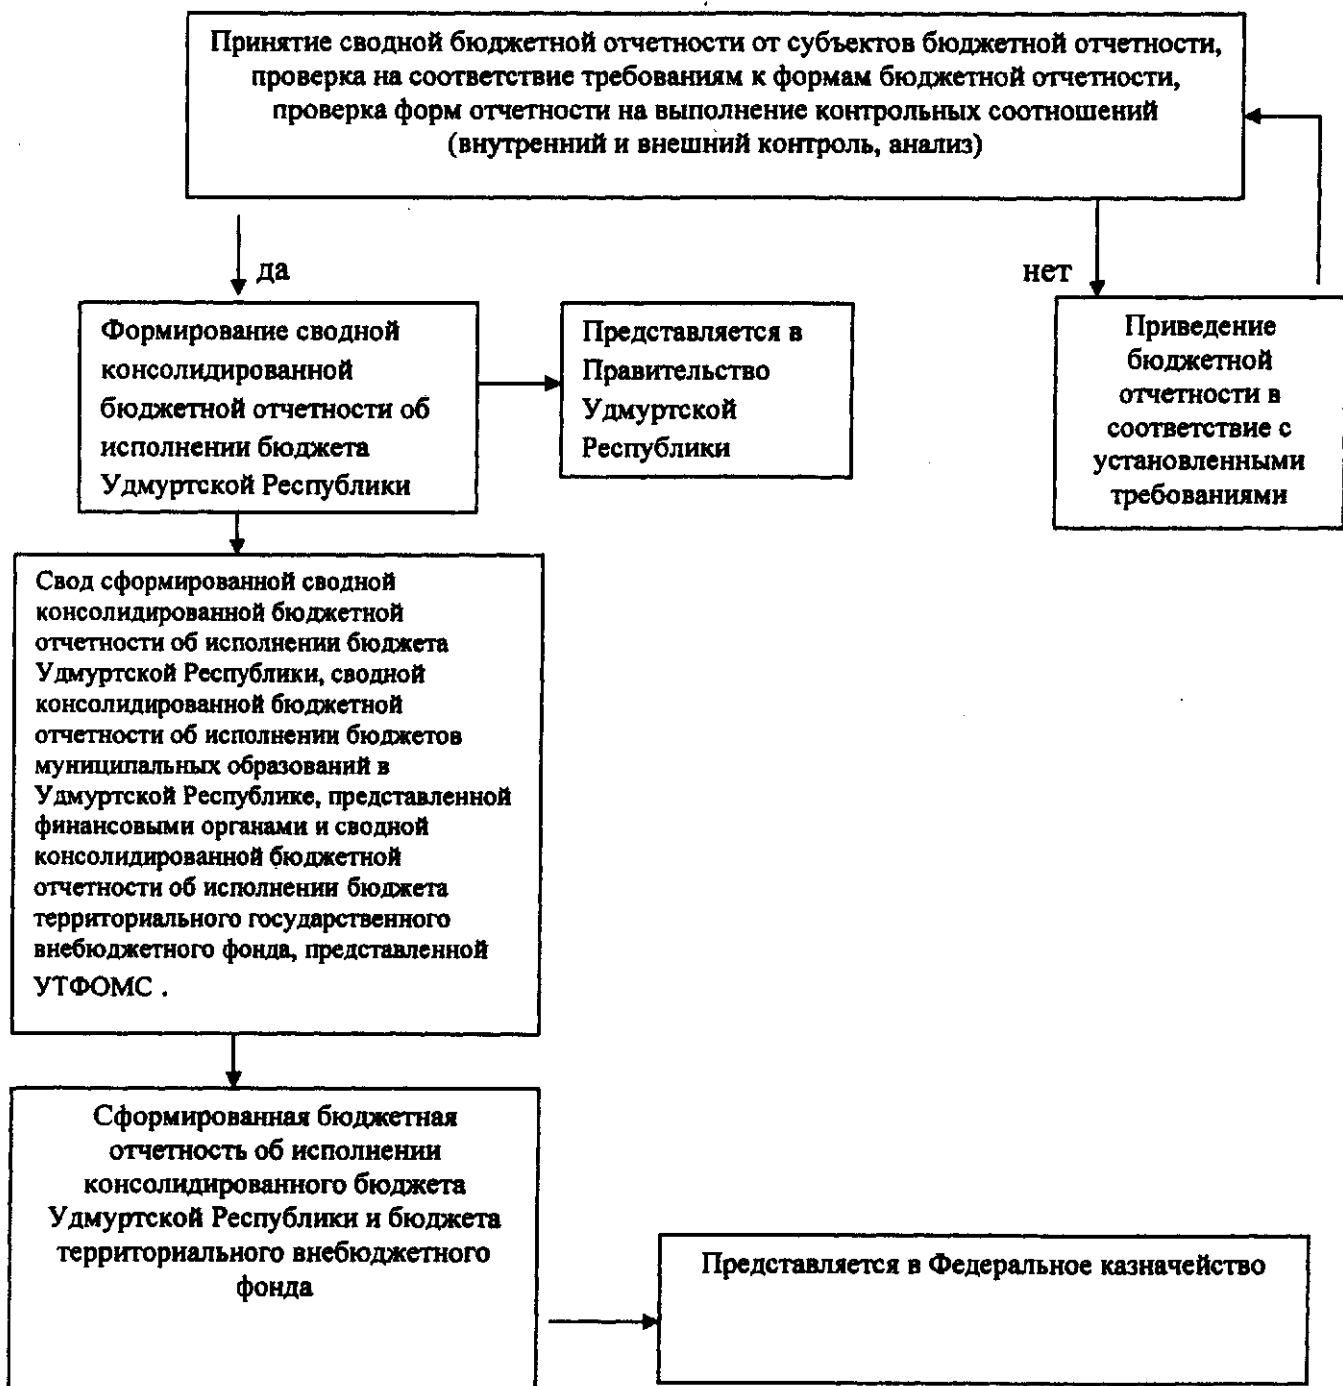 Принятие сводной бюджетной отчетности от субъектов бюджетной отчетности,
проверка на соответствие требованиям к формам бюджетной отчетности,
проверка форм отчетности на выполнение контрольных соотношений
(внутренний и внешний контроль, анализ)
да
нет
Формирование сводной
консолидированной
бюджетной отчетности об
исполнении бюджета
Удмуртской Республики
Представляется в
Правительство
Удмуртской
Республики
Приведение
бюджетной
отчетности в
соответствие с
установленными
требованиями
Свод сформированной сводной
консолидированной бюджетной
отчетности об исполнении бюджета
Удмуртской Республики, сводной
консолидированной бюджетной
отчетности об исполнении бюджетов
муниципальных образований в
Удмуртской Республике, представленной
финансовыми органами и сводной
консолидированной бюджетной
отчетности об исполнении бюджета
территориального государственного
внебюджетного фонда, представленной
УТФОМС .
Сформированная бюджетная
отчетность об исполнении
консолидированного бюджета
Удмуртской Республики и бюджета
территориального внебюджетного
фонда
Представляется в Федеральное казначейство